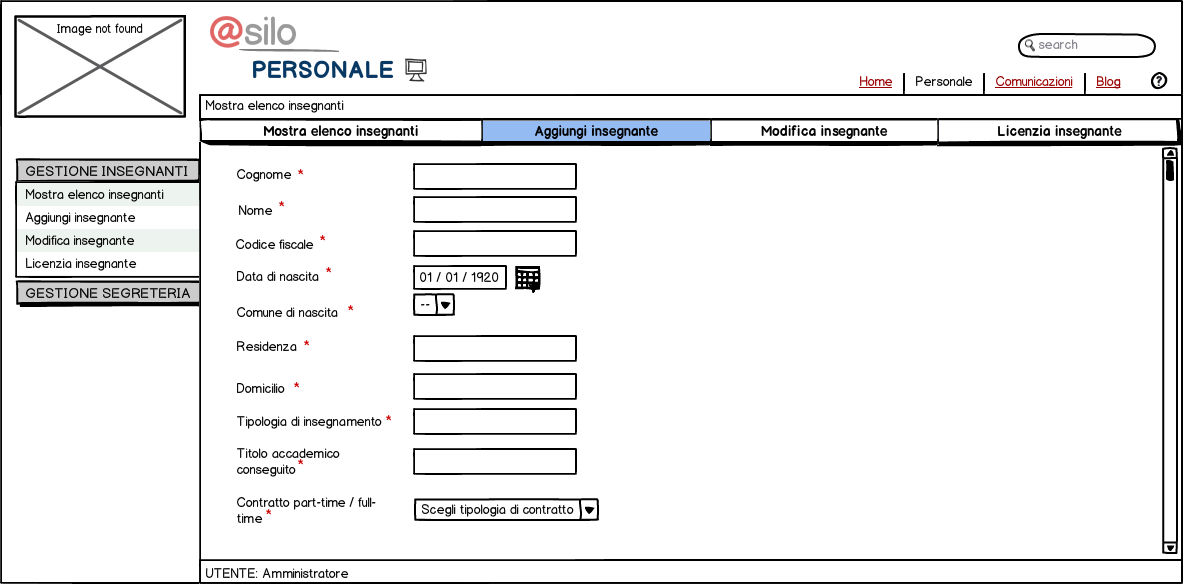 Image not found
@silo
PERSONALE
search
Home
Personale
Comunicazioni
Blog
?
Mostra elenco insegnanti
Mostra elenco insegnanti
Aggiungi insegnante
Modifica insegnante
Licenzia insegnante
GESTIONE INSEGNANTI
Mostra elenco insegnanti
Aggiungi insegnante
Modifica insegnante
Licenzia insegnante
GESTIONE SEGRETERIA
Cognome *
Nome *
Codice fiscale *
Data di nascita * 01 / 01 / 1920
Comune di nascita * --
Residenza *
Domicilio *
Tipologia di insegnamento *
Titolo accademico
conseguito *
Contratto part-time / full-
time * Scegli tipologia di contratto
UTENTE: Amministratore